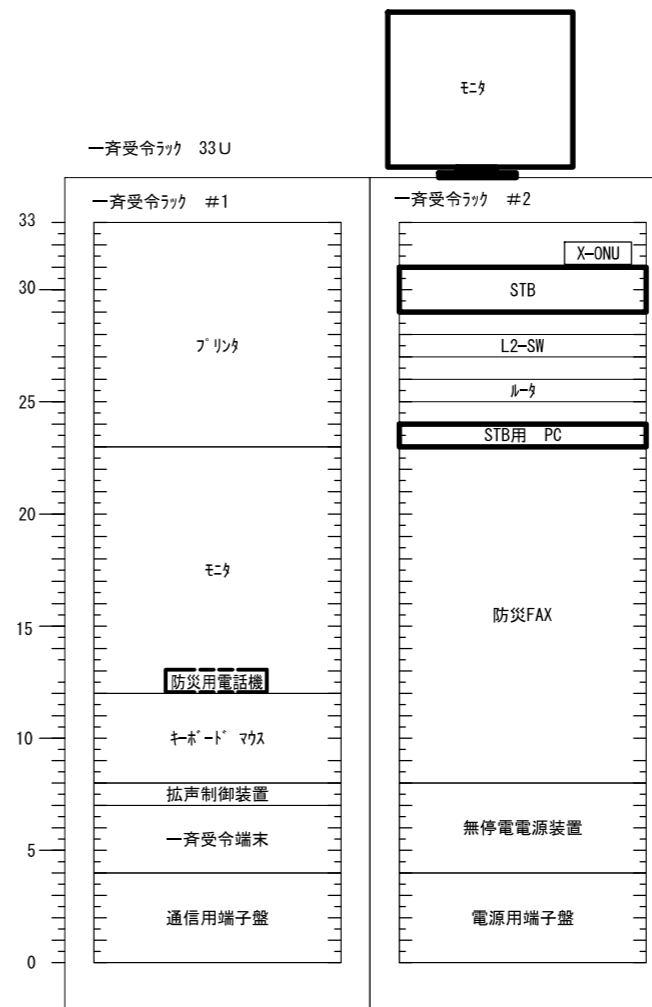 モニタ
一斉受令ラック 33U
一斉受令ラック #1
33
30
25
20
15
10
5
0
プリンタ
モニタ
防災用電話機
キーボード マウス
拡声制御装置
一斉受令端末
通信用端子盤
一斉受令ラック #2
X-ONU
STB
L2-SW
ルータ
STB用 PC
防災FAX
無停電電源装置
電源用端子盤